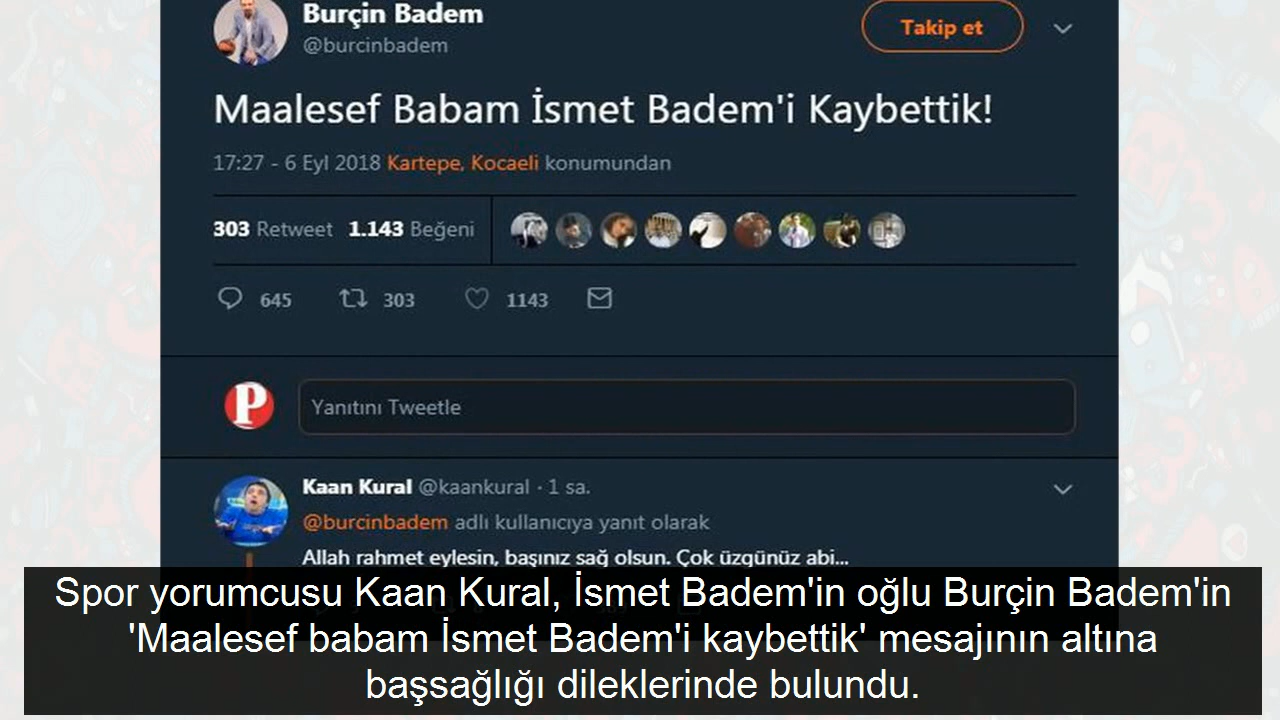 Burçin Badem
@burcinbadem
Takip et
Maalesef Babam İsmet Badem'i Kaybettik!
17:27 - 6 Eyl 2018 Kartepe, Kocaeli konumundan
303 Retweet 1.143 Beğeni
645 303 1143
P
Yanıtını Tweetle
Kaan Kural @kaankural · 1 sa.
@burcinbadem adlı kullanıcıya yanıt olarak
Allah rahmet eylesin, başınız sağ olsun. Çok üzgünüz abi...
Spor yorumcusu Kaan Kural, İsmet Badem'in oğlu Burçin Badem'in
'Maalesef babam İsmet Badem'i kaybettik' mesajının altına
başsağlığı dileklerinde bulundu.